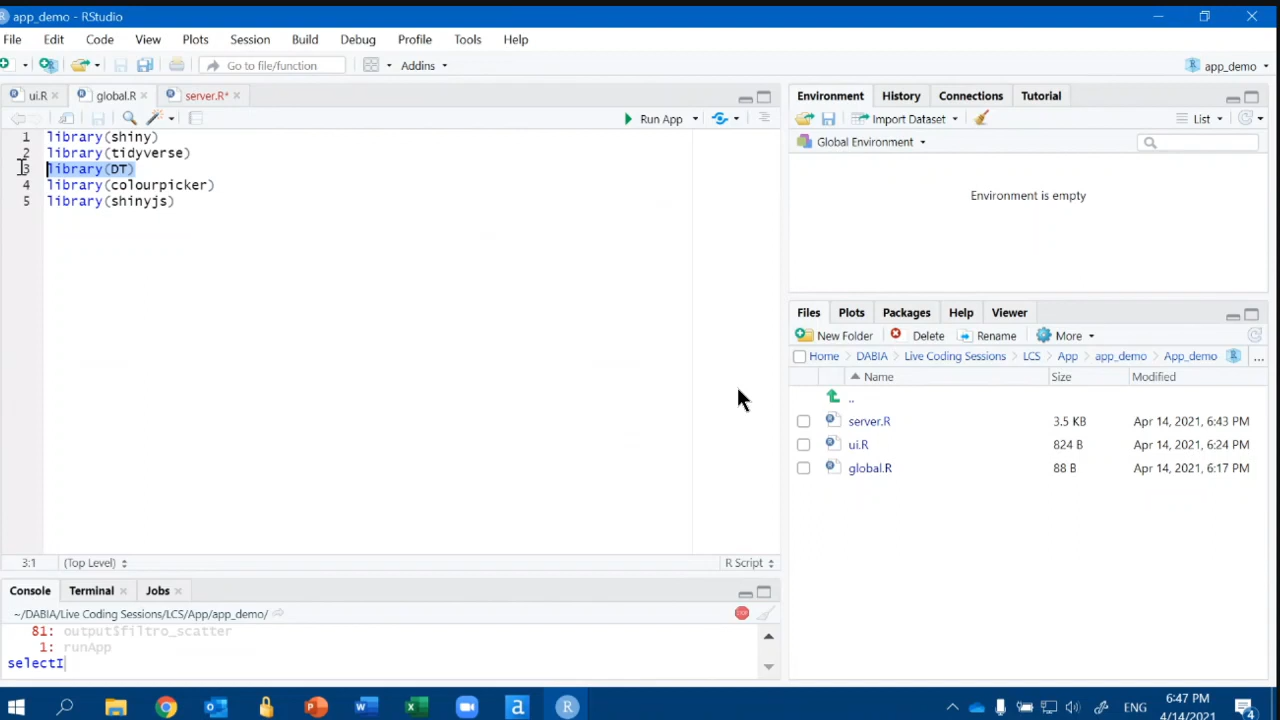 app_demo - RStudio
File Edit Code View Plots Session Build Debug Profile Tools Help
Go to file/function Addins app_demo
ui.R global.R server.R*
Run App
1 library(shiny)
2 library(tidyverse)
3 library(DT)
4 library(colourpicker)
5 library(shinyjs)
3:1 (Top Level) R Script
Console Terminal Jobs
~/DABIA/Live Coding Sessions/LCS/App/app_demo/
STOP
81: output$filtro_scatter
1: runApp
selectI
Environment History Connections Tutorial
Import Dataset List
Global Environment
Environment is empty
Files Plots Packages Help Viewer
New Folder Delete Rename More
Home > DABIA > Live Coding Sessions > LCS > App > app_demo > App_demo ...
Name Size Modified
..
server.R 3.5 KB Apr 14, 2021, 6:43 PM
ui.R 824 B Apr 14, 2021, 6:24 PM
global.R 88 B Apr 14, 2021, 6:17 PM
ENG 6:47 PM
4/14/2021
4